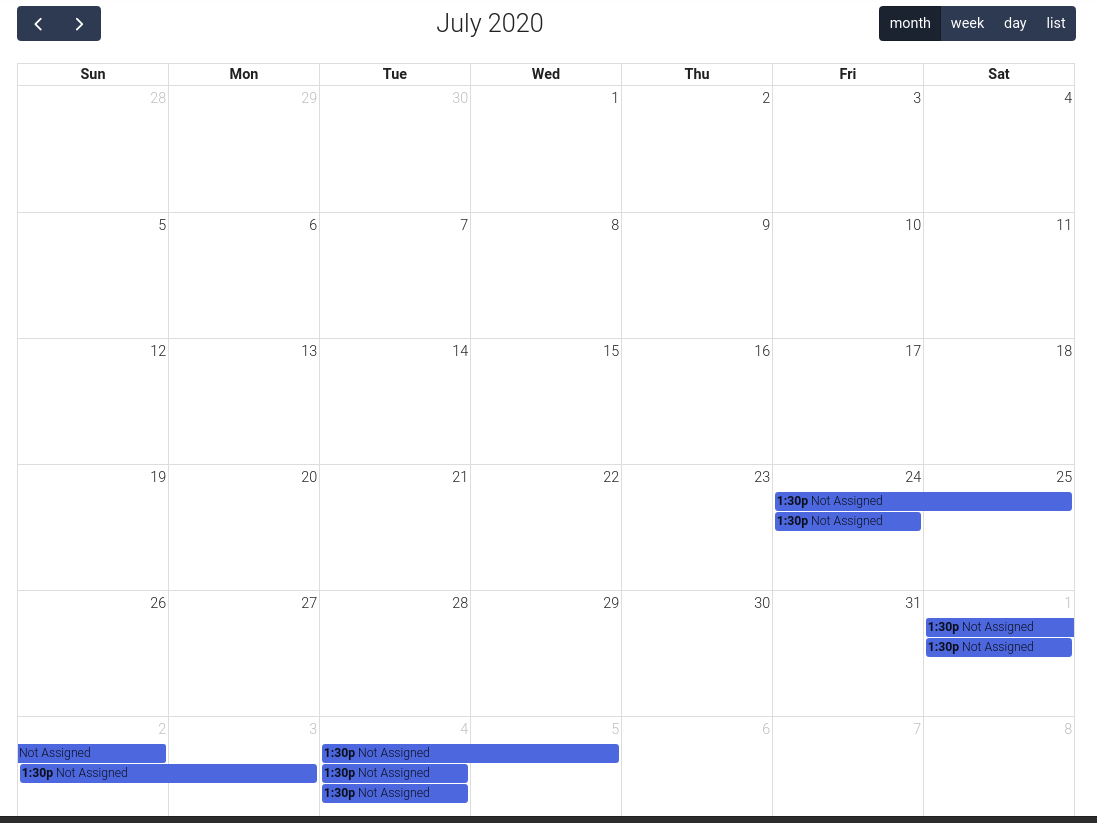 July 2020
month week day list
Sun Mon Tue Wed Thu Fri Sat
28 29 30 1 2 3 4
5 6 7 8 9 10 11
12 13 14 15 16 17 18
19 20 21 22 23 24 25
1:30p Not Assigned
1:30p Not Assigned
26 27 28 29 30 31 1
1:30p Not Assigned
1:30p Not Assigned
2 3 4 5 6 7 8
Not Assigned 1:30p Not Assigned
1:30p Not Assigned 1:30p Not Assigned
1:30p Not Assigned